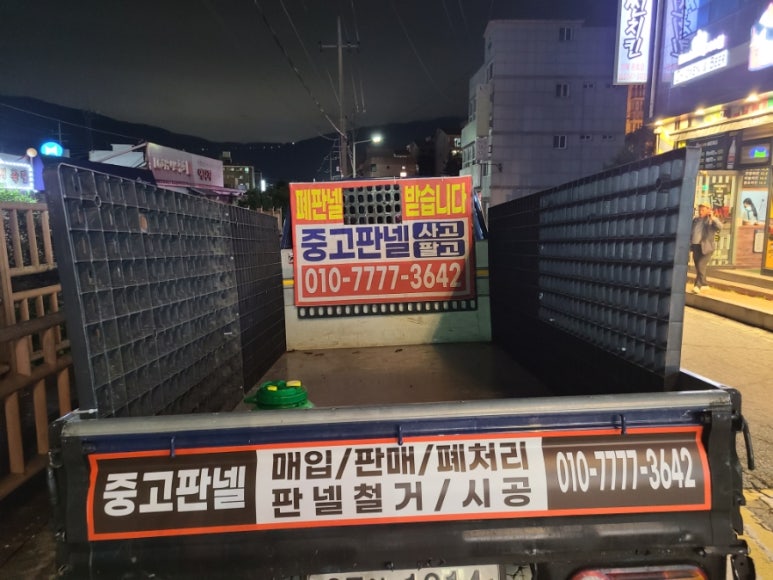 폐판넬 받습니다
중고판넬 사고
팔고
010-7777-3642
중고판넬
매입/판매/폐처리
판넬철거/시공
010-7777-3642